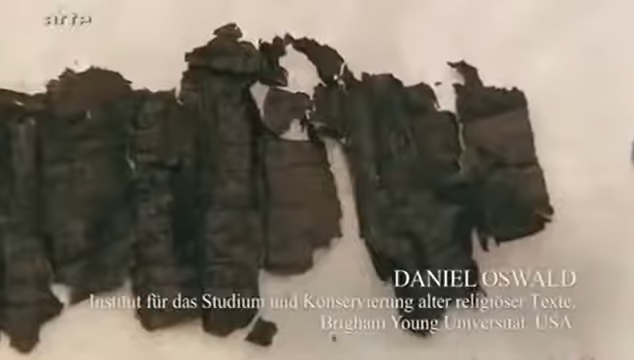 arte
DANIEL OSWALD
Institut für das Studium und Konservierung alter religiöser Texte,
Brigham Young Universität USA